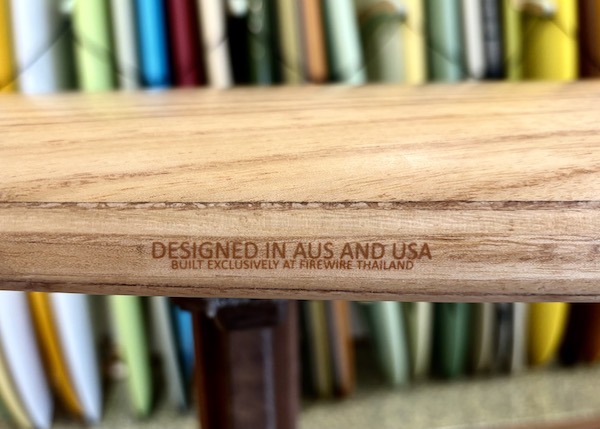 DESIGNED IN AUS AND USA
BUILT EXCLUSIVELY AT FIREWIRE THAILAND